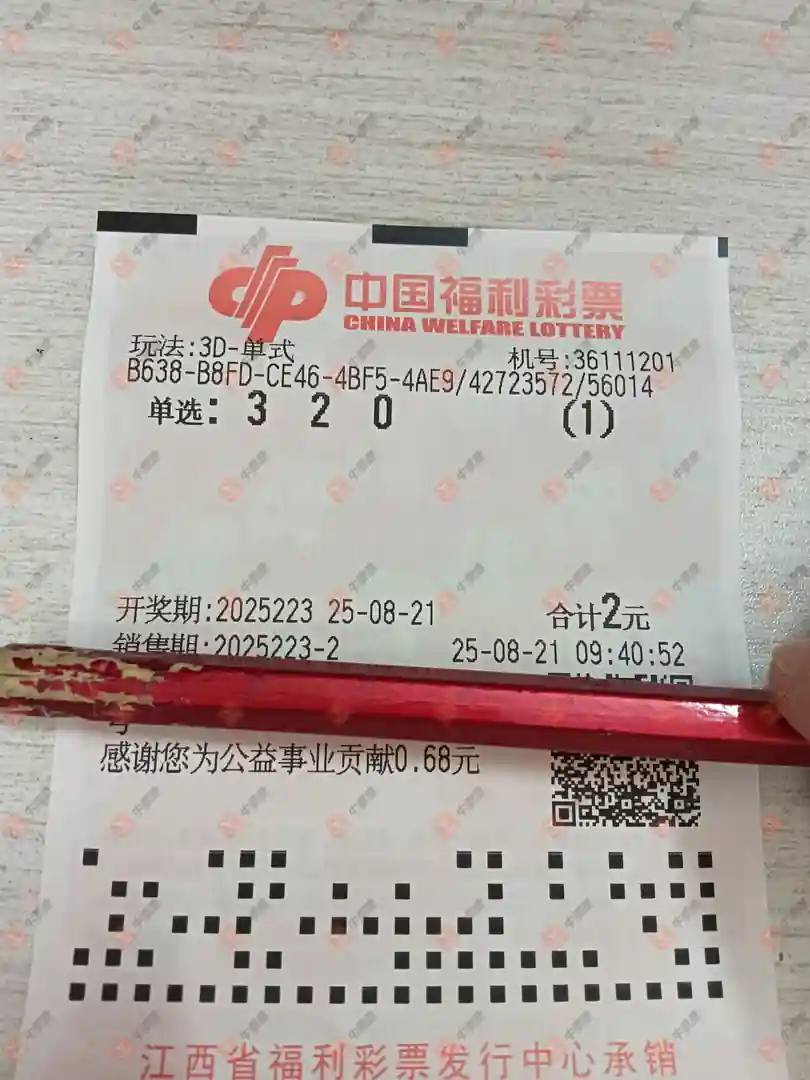 中国福利彩票
CHINA WELFARE LOTTERY
玩法:3D-单式 机号:36111201
B638-B8FD-CE46-4BF5-4AE9/42723572/56014
单选: 3 2 0 (1)
开奖期:2025223 25-08-21 合计2元
销售期:2025223-2 25-08-21 09:40:52
感谢您为公益事业贡献0.68元
江西省福利彩票发行中心承销